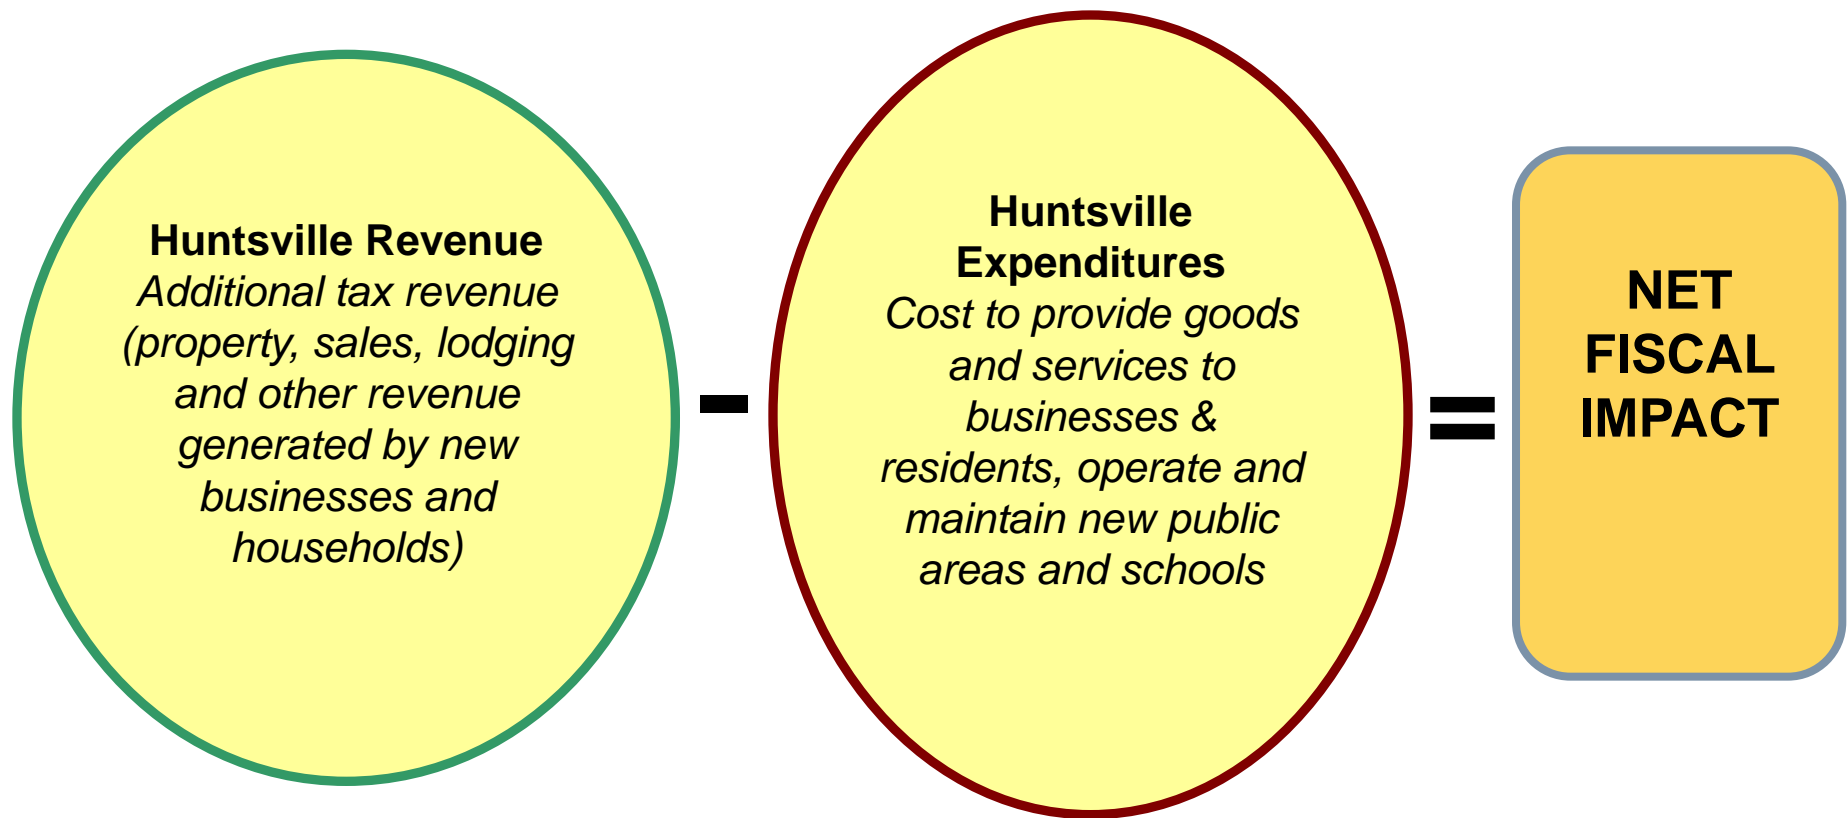 Huntsville Revenue
Additional tax revenue
(property, sales, lodging
and other revenue
generated by new
businesses and
households)
-
Huntsville
Expenditures
Cost to provide goods
and services to
businesses &
residents, operate and
maintain new public
areas and schools
=
NET
FISCAL
IMPACT